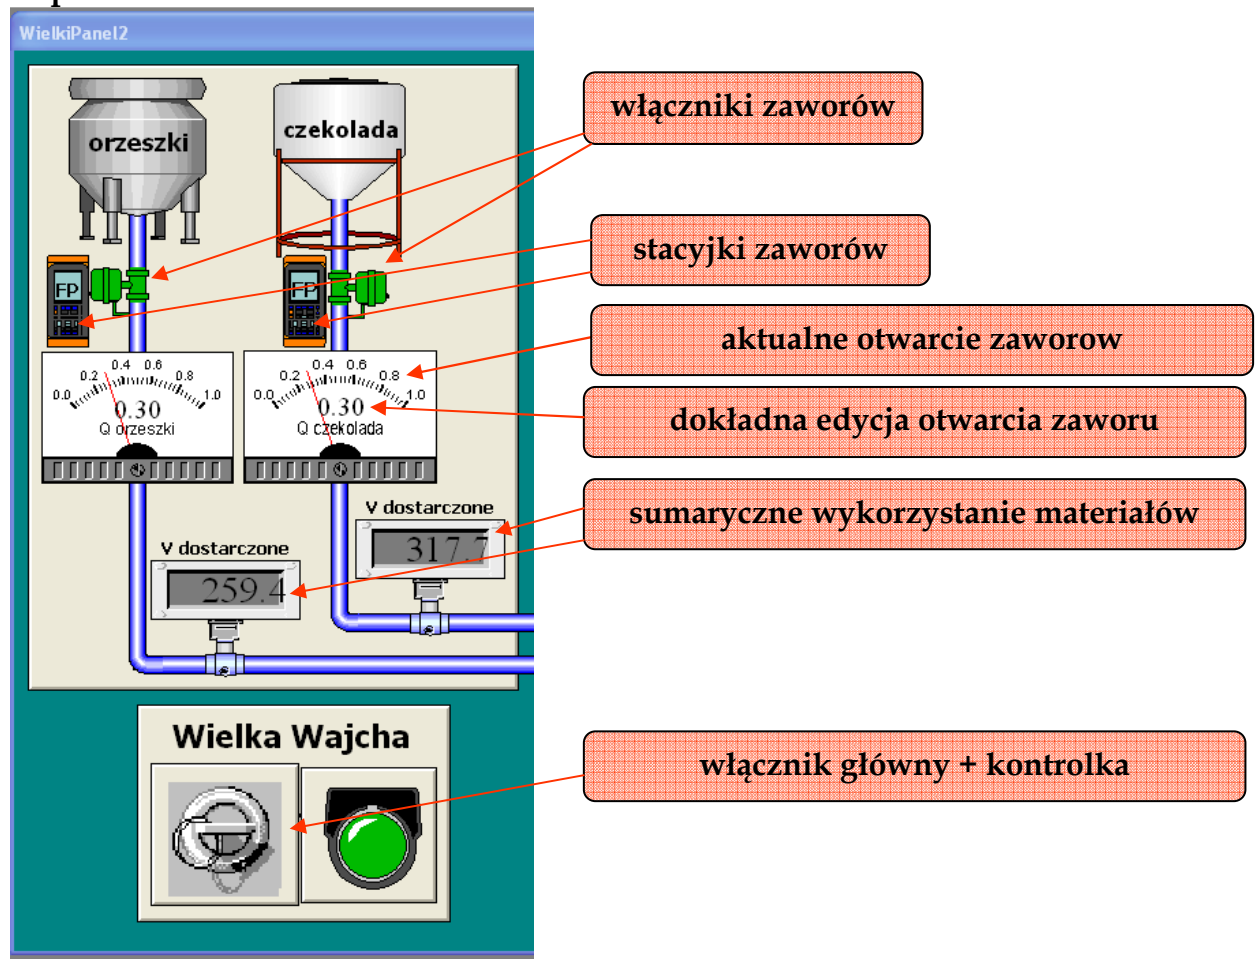 WielkiPanel2
orzeszki
czekolada
włączniki zaworów
stacyjki zaworów
FP
FP
aktualne otwarcie zaworow
0.0 0.2 0.4 0.6 0.8 1.0
0.30
Q orzeszki
0.0 0.2 0.4 0.6 0.8 1.0
0.30
Q czekolada
dokładna edycja otwarcia zaworu
sumaryczne wykorzystanie materiałów
V dostarczone
317.7
V dostarczone
259.4
Wielka Wajcha
włącznik główny + kontrolka